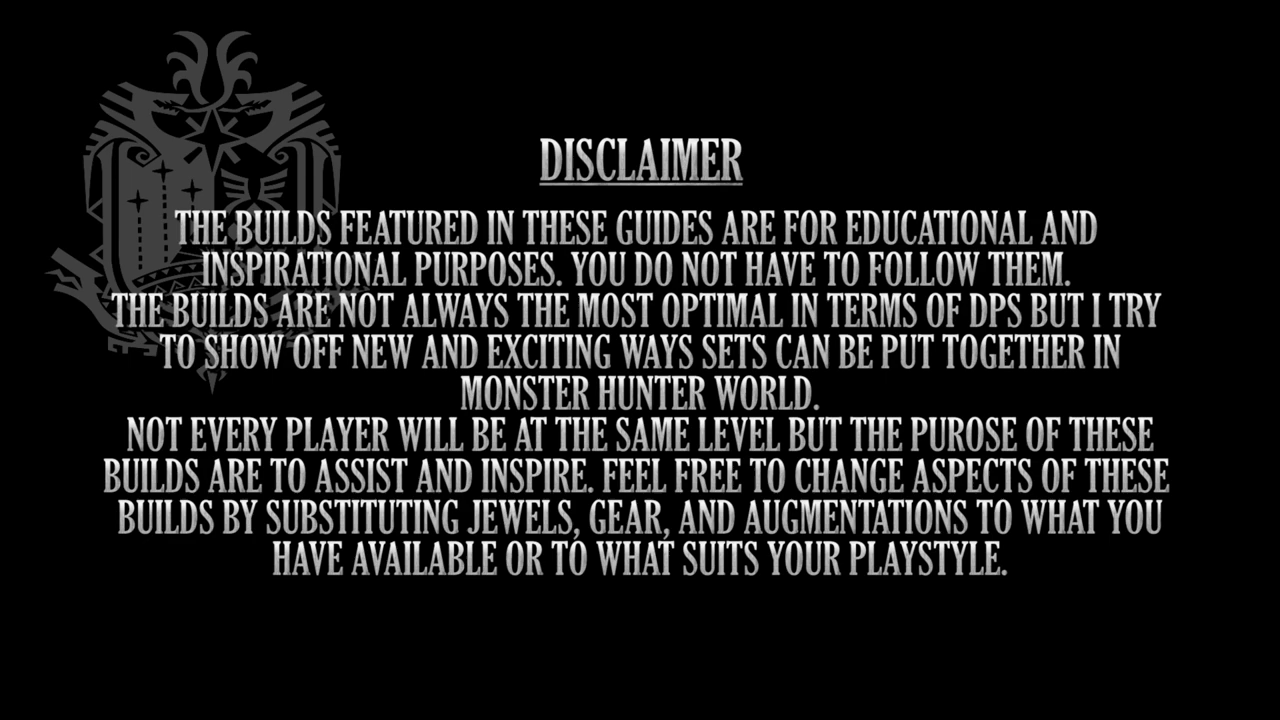 DISCLAIMER
THE BUILDS FEATURED IN THESE GUIDES ARE FOR EDUCATIONAL AND
INSPIRATIONAL PURPOSES. YOU DO NOT HAVE TO FOLLOW THEM.
THE BUILDS ARE NOT ALWAYS THE MOST OPTIMAL IN TERMS OF DPS BUT I TRY
TO SHOW OFF NEW AND EXCITING WAYS SETS CAN BE PUT TOGETHER IN
MONSTER HUNTER WORLD.
NOT EVERY PLAYER WILL BE AT THE SAME LEVEL BUT THE PUROSE OF THESE
BUILDS ARE TO ASSIST AND INSPIRE. FEEL FREE TO CHANGE ASPECTS OF THESE
BUILDS BY SUBSTITUTING JEWELS, GEAR, AND AUGMENTATIONS TO WHAT YOU
HAVE AVAILABLE OR TO WHAT SUITS YOUR PLAYSTYLE.